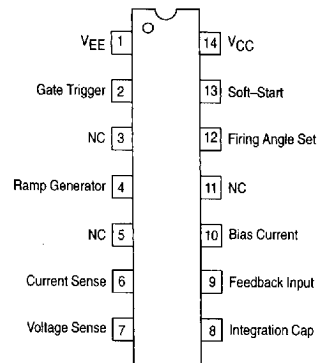 VEE 1 14 VCC
Gate Trigger 2 13 Soft–Start
NC 3 12 Firing Angle Set
Ramp Generator 4 11 NC
NC 5 10 Bias Current
Current Sense 6 9 Feedback Input
Voltage Sense 7 8 Integration Cap